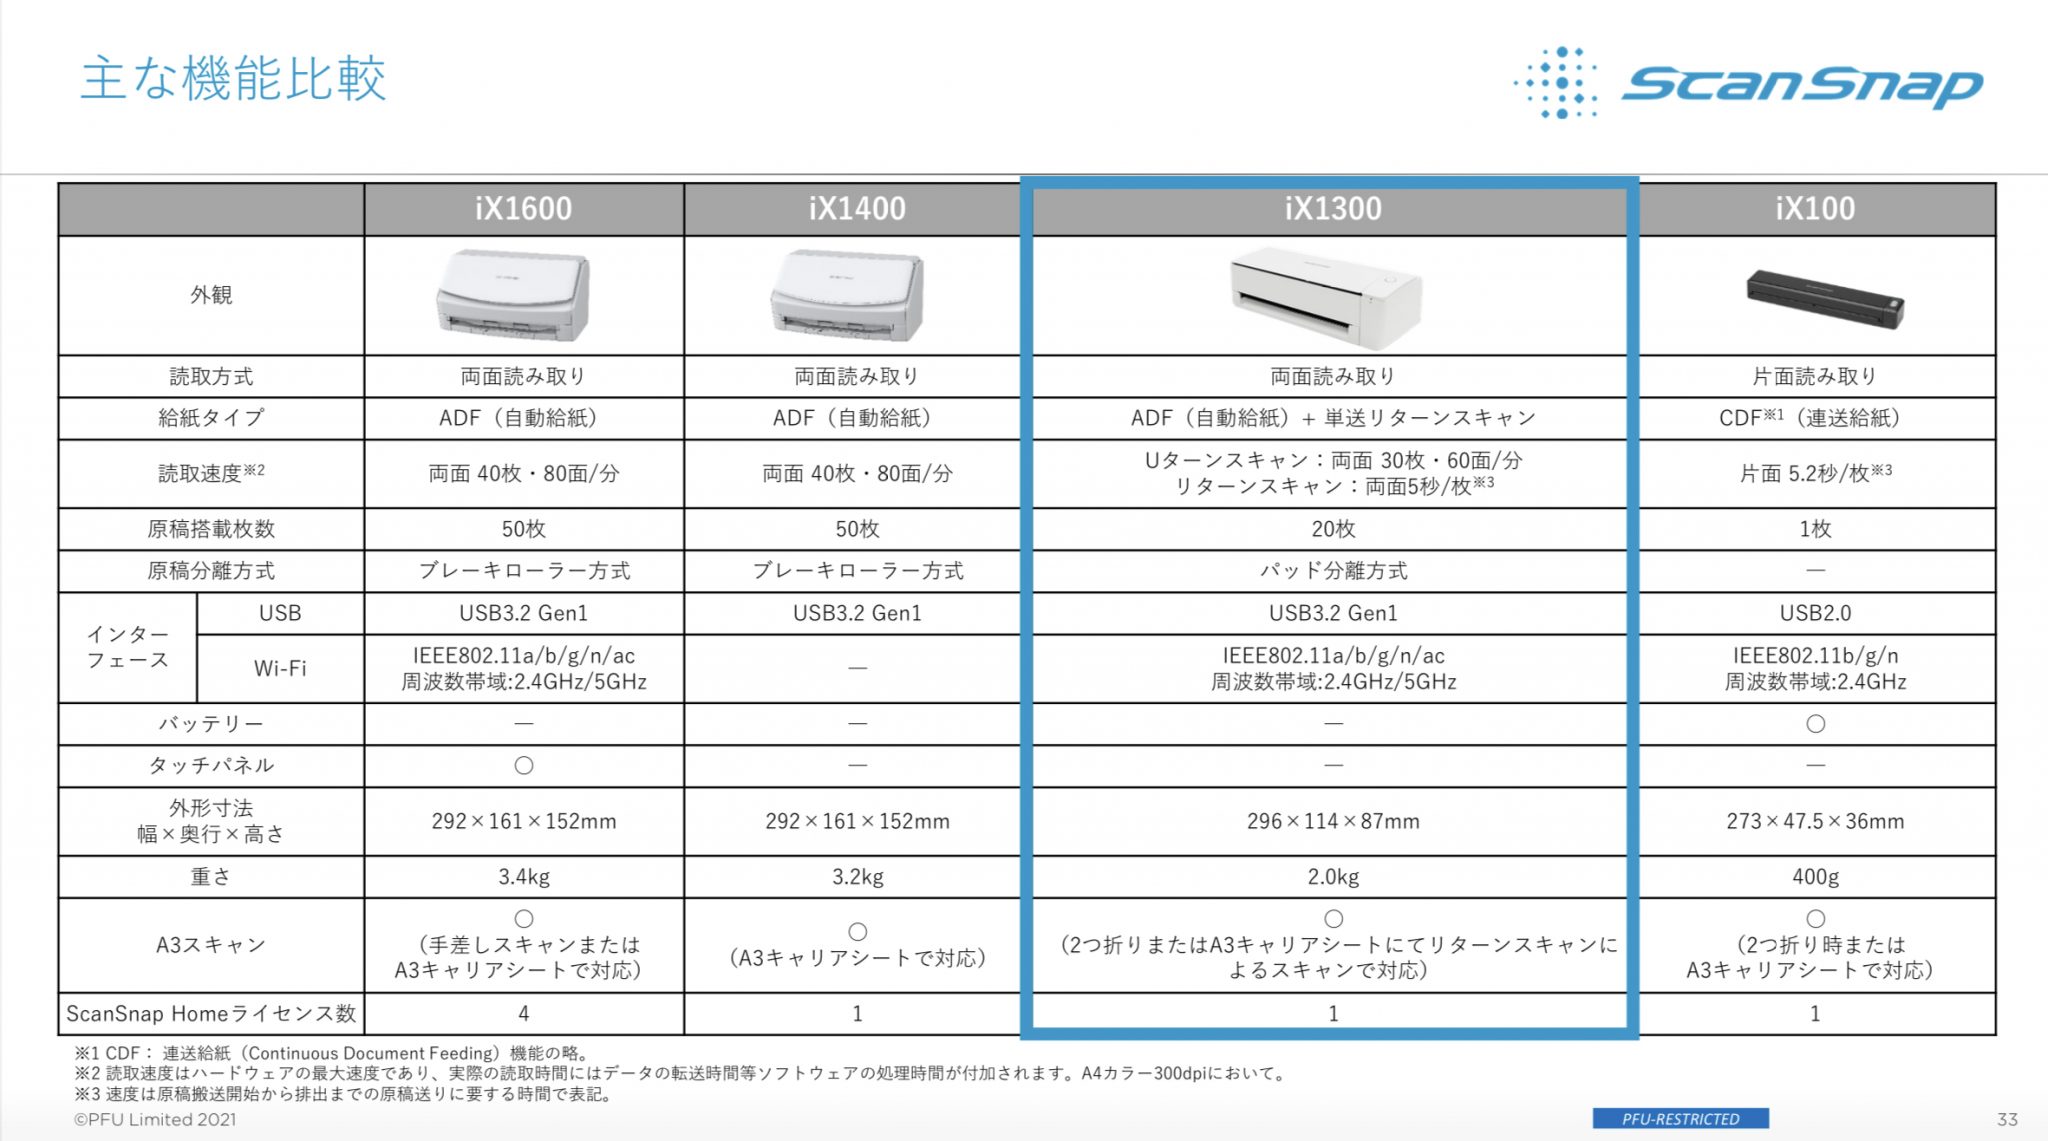 主な機能比較
ScanSnap
iX1600 iX1400 iX1300 iX100
外観
読取方式 両面読み取り 両面読み取り 両面読み取り 片面読み取り
給紙タイプ ADF（自動給紙） ADF（自動給紙） ADF（自動給紙）+ 単送リターンスキャン CDF※1（連送給紙）
読取速度※2 両面 40枚・80面/分 両面 40枚・80面/分 Uターンスキャン：両面 30枚・60面/分
リターンスキャン：両面5秒/枚※3 片面 5.2秒/枚※3
原稿搭載枚数 50枚 50枚 20枚 1枚
原稿分離方式 ブレーキローラー方式 ブレーキローラー方式 パッド分離方式 ―
インター
フェース
USB USB3.2 Gen1 USB3.2 Gen1 USB3.2 Gen1 USB2.0
Wi-Fi IEEE802.11a/b/g/n/ac
周波数帯域:2.4GHz/5GHz ― IEEE802.11a/b/g/n/ac
周波数帯域:2.4GHz/5GHz IEEE802.11b/g/n
周波数帯域:2.4GHz
バッテリー ― ― ― ○
タッチパネル ○ ― ― ―
外形寸法
幅×奥行×高さ 292×161×152mm 292×161×152mm 296×114×87mm 273×47.5×36mm
重さ 3.4kg 3.2kg 2.0kg 400g
A3スキャン ○
（手差しスキャンまたは
A3キャリアシートで対応） ○
（A3キャリアシートで対応） ○
（2つ折りまたはA3キャリアシートにてリターンスキャンに
よるスキャンで対応） ○
（2つ折り時または
A3キャリアシートで対応）
ScanSnap Homeライセンス数 4 1 1 1
※1 CDF： 連送給紙（Continuous Document Feeding）機能の略。
※2 読取速度はハードウェアの最大速度であり、実際の読取時間にはデータの転送時間等ソフトウェアの処理時間が付加されます。A4カラー300dpiにおいて。
※3 速度は原稿搬送開始から排出までの原稿送りに要する時間で表記。
©PFU Limited 2021
PFU-RESTRICTED
33